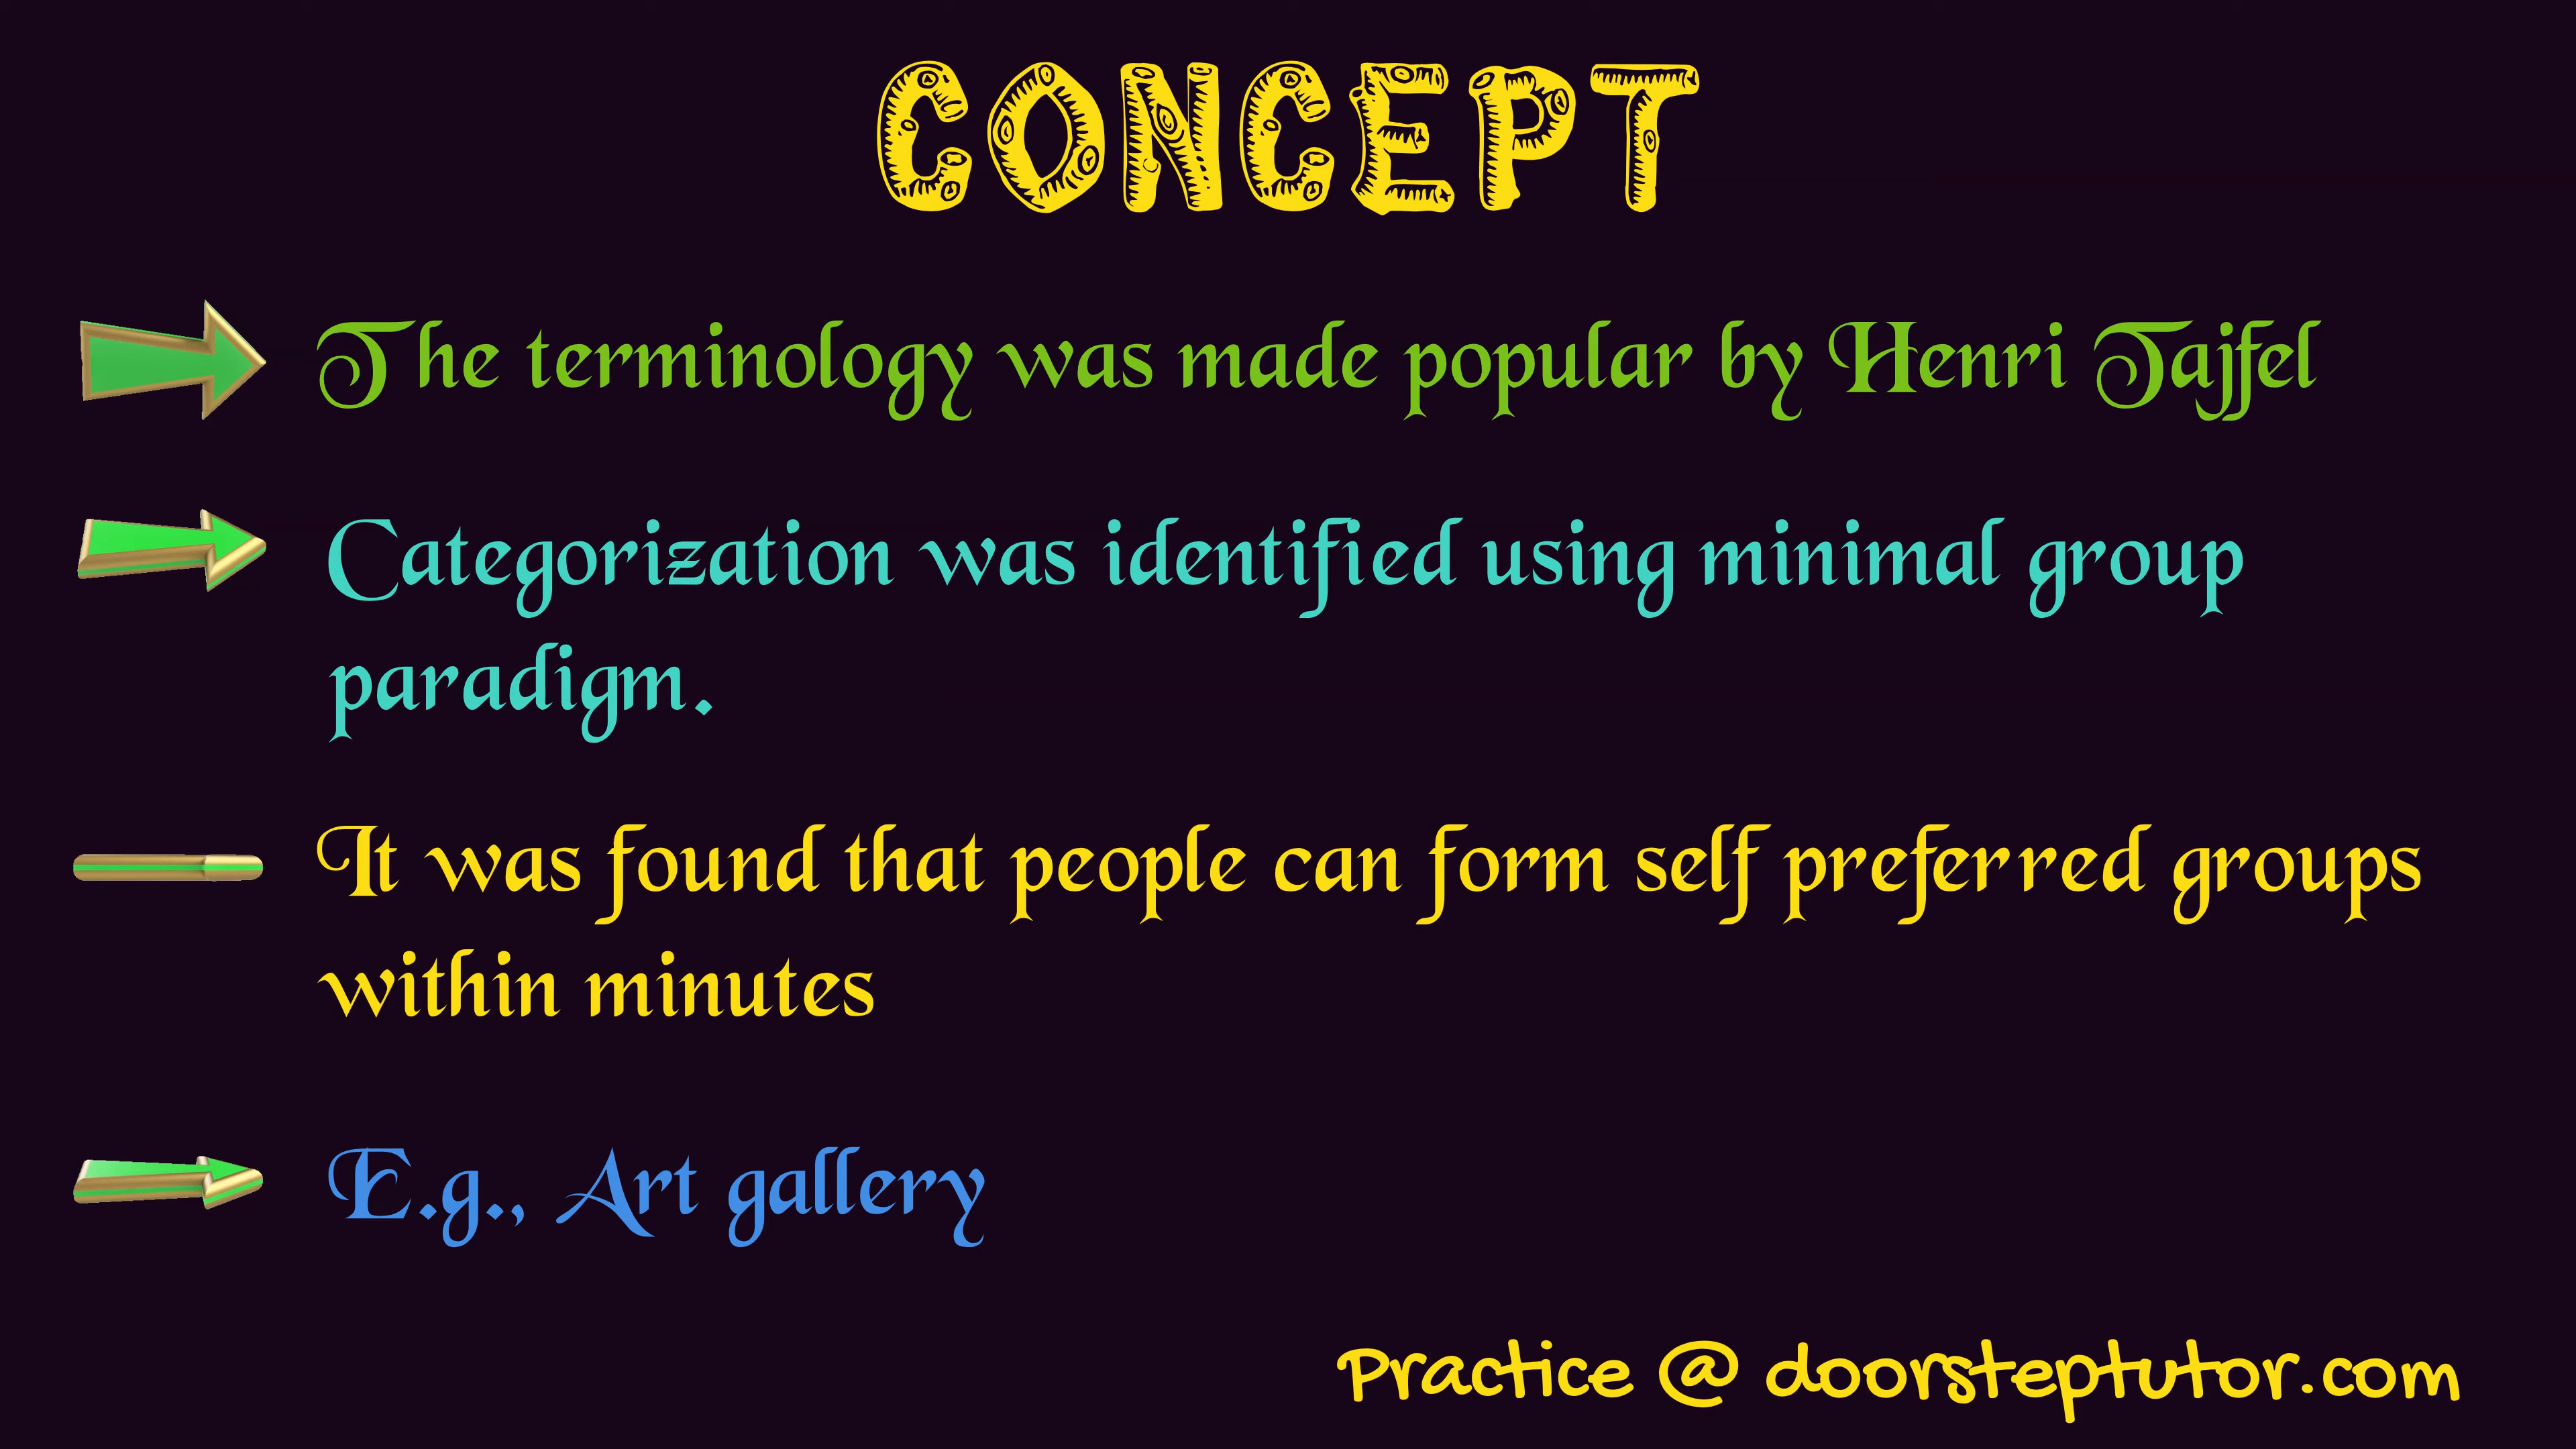 CONCEPT
The terminology was made popular by Henri Tajfel
Categorization was identified using minimal group
paradigm.
It was found that people can form self preferred groups
within minutes
E.g., Art gallery
Practice @ doorsteptutor.com